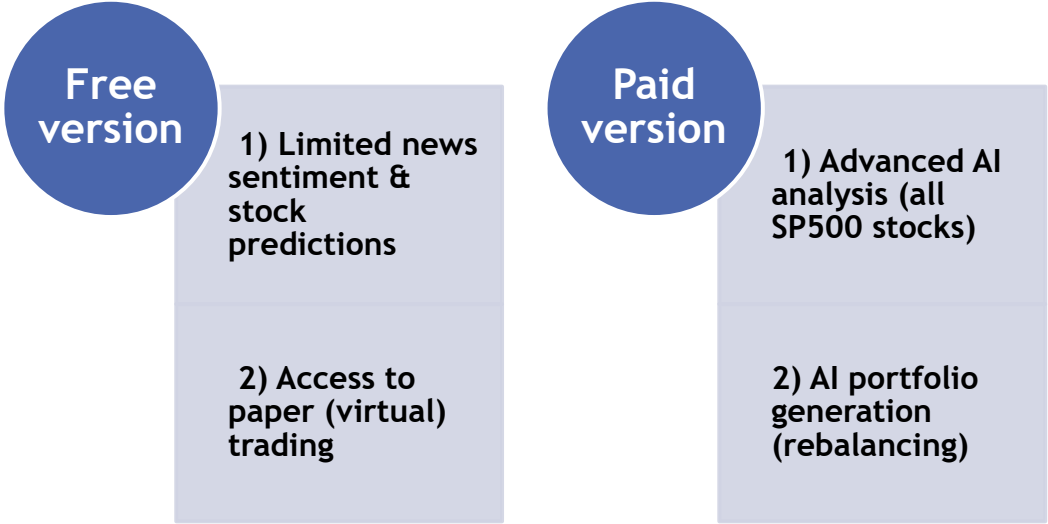 Free
version
1) Limited news
sentiment &
stock
predictions
2) Access to
paper (virtual)
trading
Paid
version
1) Advanced AI
analysis (all
SP500 stocks)
2) AI portfolio
generation
(rebalancing)